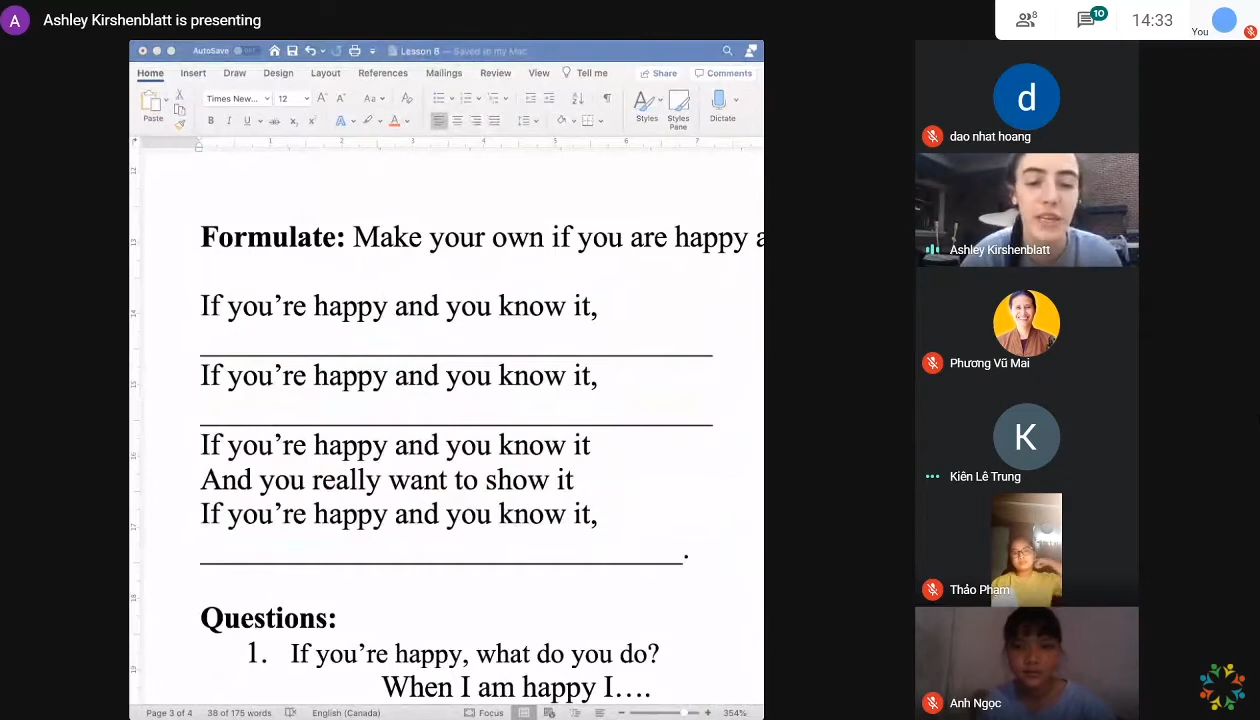 A Ashley Kirshenblatt is presenting
8 10 14:33 You
AutoSave OFF Lesson 8 — Saved to my Mac
Home Insert Draw Design Layout References Mailings Review View Tell me Share Comments
Paste Times New... 12 Styles Styles Pane Dictate
Formulate: Make your own if you are happy a
If you’re happy and you know it,
If you’re happy and you know it,
If you’re happy and you know it
And you really want to show it
If you’re happy and you know it,
.
Questions:
1. If you’re happy, what do you do?
When I am happy I….
Page 3 of 4 38 of 175 words English (Canada) Focus 354%
d
dao nhat hoang
Ashley Kirshenblatt
Phương Vũ Mai
K
Kiên Lê Trung
Thảo Phạm
Anh Ngọc